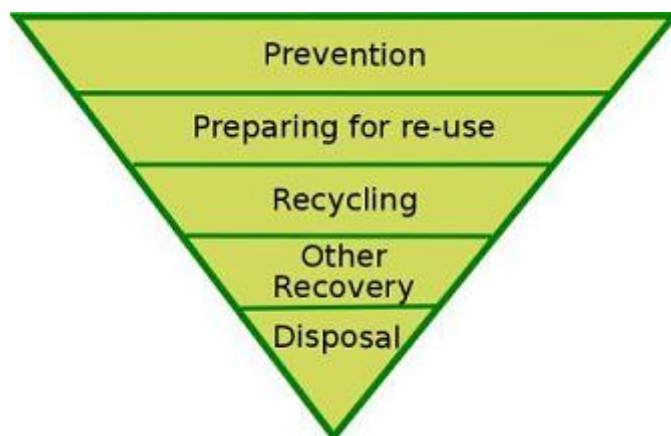 Prevention
Preparing for re-use
Recycling
Other
Recovery
Disposal